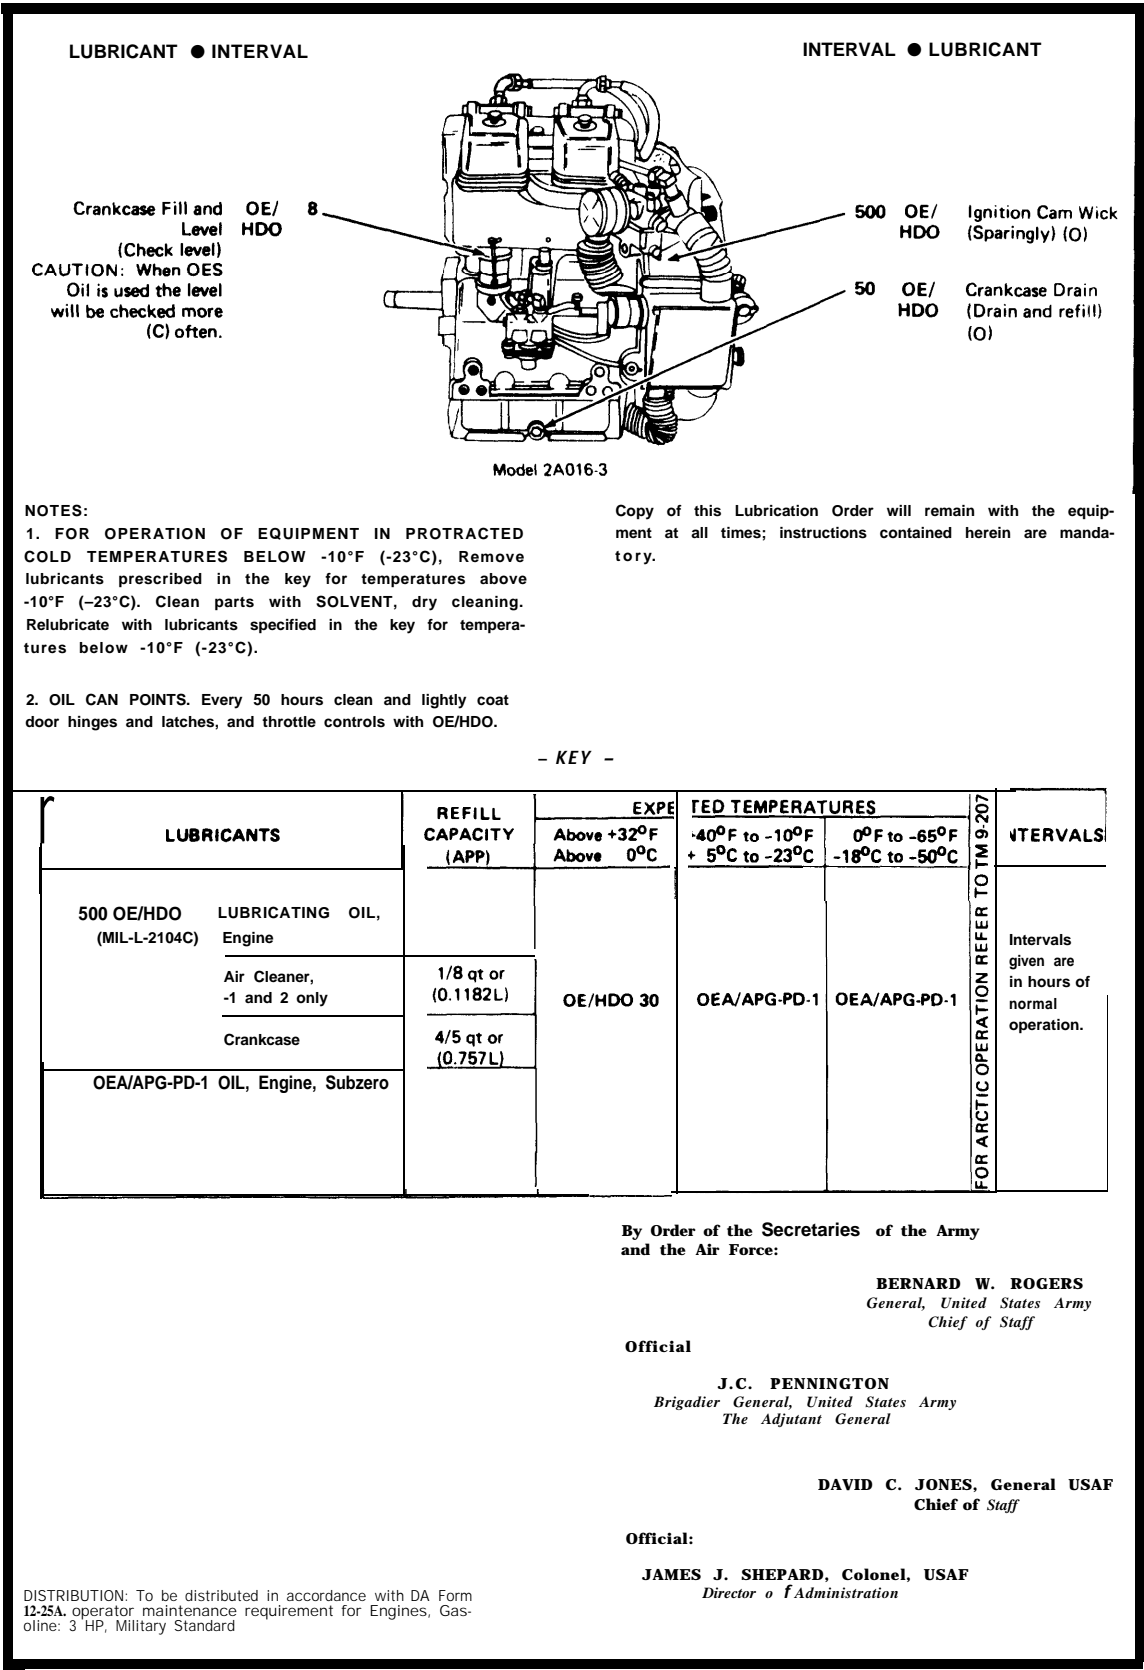 LUBRICANT ● INTERVAL
INTERVAL ● LUBRICANT
Crankcase Fill and
Level
(Check level)
CAUTION: When OES
Oil is used the level
will be checked more
(C) often.
OE/
HDO
8
500 OE/
HDO
Ignition Cam Wick
(Sparingly) (O)
50 OE/
HDO
Crankcase Drain
(Drain and refill)
(O)
Model 2A016-3
NOTES:
1. FOR OPERATION OF EQUIPMENT IN PROTRACTED
COLD TEMPERATURES BELOW -10°F (-23°C), Remove
lubricants prescribed in the key for temperatures above
-10°F (–23°C). Clean parts with SOLVENT, dry cleaning.
Relubricate with lubricants specified in the key for tempera-
tures below -10°F (-23°C).
2. OIL CAN POINTS. Every 50 hours clean and lightly coat
door hinges and latches, and throttle controls with OE/HDO.
Copy of this Lubrication Order will remain with the equip-
ment at all times; instructions contained herein are manda-
tory.
– KEY –
LUBRICANTS
REFILL
CAPACITY
(APP)
EXPE TED TEMPERATURES
Above +32°F
Above 0°C
-40°F to -10°F
+ 5°C to -23°C
0°F to -65°F
-18°C to -50°C
FOR ARCTIC OPERATION REFER TO TM 9-207
NTERVALS
500 OE/HDO
(MIL-L-2104C)
LUBRICATING OIL,
Engine
Air Cleaner,
-1 and 2 only
1/8 qt or
(0.1182L)
Crankcase
4/5 qt or
(0.757L)
OEA/APG-PD-1 OIL, Engine, Subzero
OE/HDO 30
OEA/APG-PD-1
OEA/APG-PD-1
Intervals
given are
in hours of
normal
operation.
By Order of the Secretaries of the Army
and the Air Force:
BERNARD W. ROGERS
General, United States Army
Chief of Staff
Official
J.C. PENNINGTON
Brigadier General, United States Army
The Adjutant General
DAVID C. JONES, General USAF
Chief of Staff
Official:
JAMES J. SHEPARD, Colonel, USAF
Director o f Administration
DISTRIBUTION: To be distributed in accordance with DA Form
12-25A. operator maintenance requirement for Engines, Gas-
oline: 3 HP, Military Standard